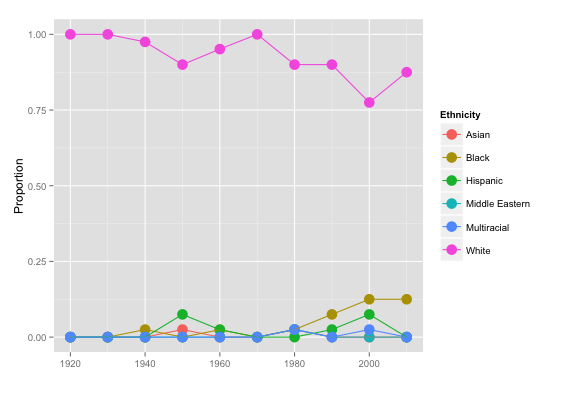 1.00
0.75
0.50
0.25
0.00
Proportion
1920
1940
1960
1980
2000
Ethnicity
Asian
Black
Hispanic
Middle Eastern
Multiracial
White